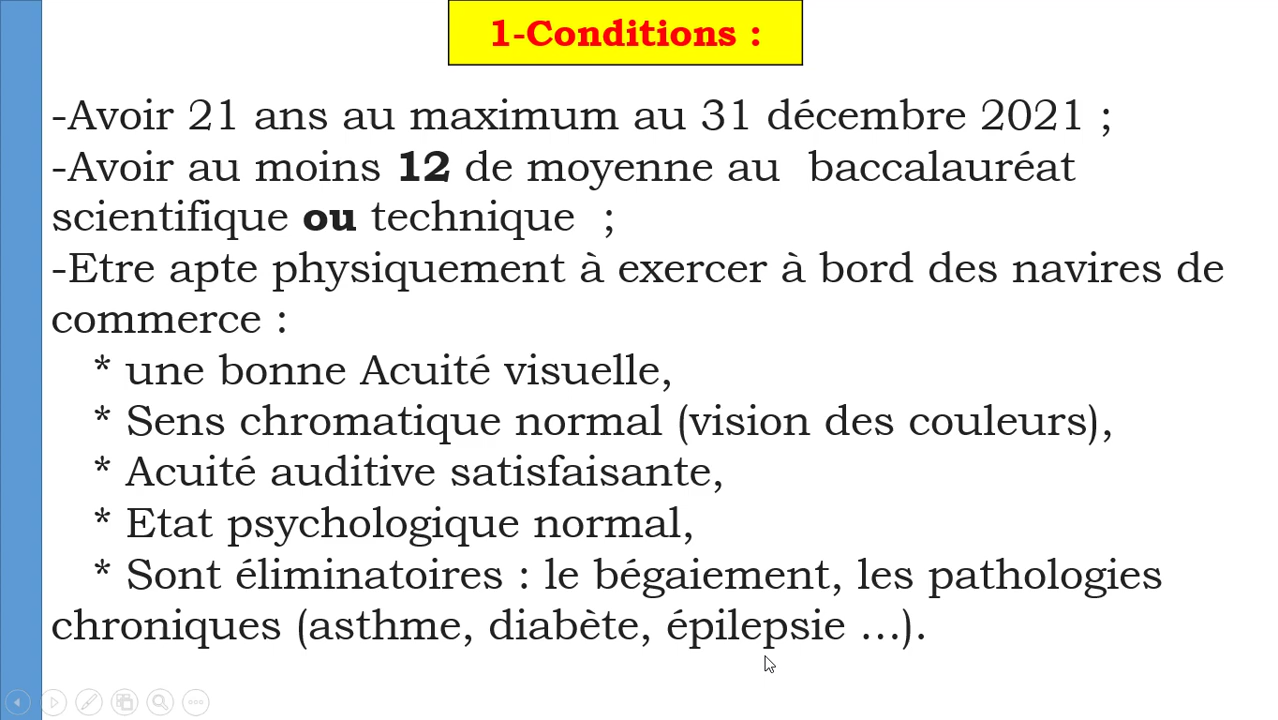 1-Conditions :
-Avoir 21 ans au maximum au 31 décembre 2021 ;
-Avoir au moins 12 de moyenne au baccalauréat
scientifique ou technique ;
-Etre apte physiquement à exercer à bord des navires de
commerce :
* une bonne Acuité visuelle,
* Sens chromatique normal (vision des couleurs),
* Acuité auditive satisfaisante,
* Etat psychologique normal,
* Sont éliminatoires : le bégaiement, les pathologies
chroniques (asthme, diabète, épilepsie ...).